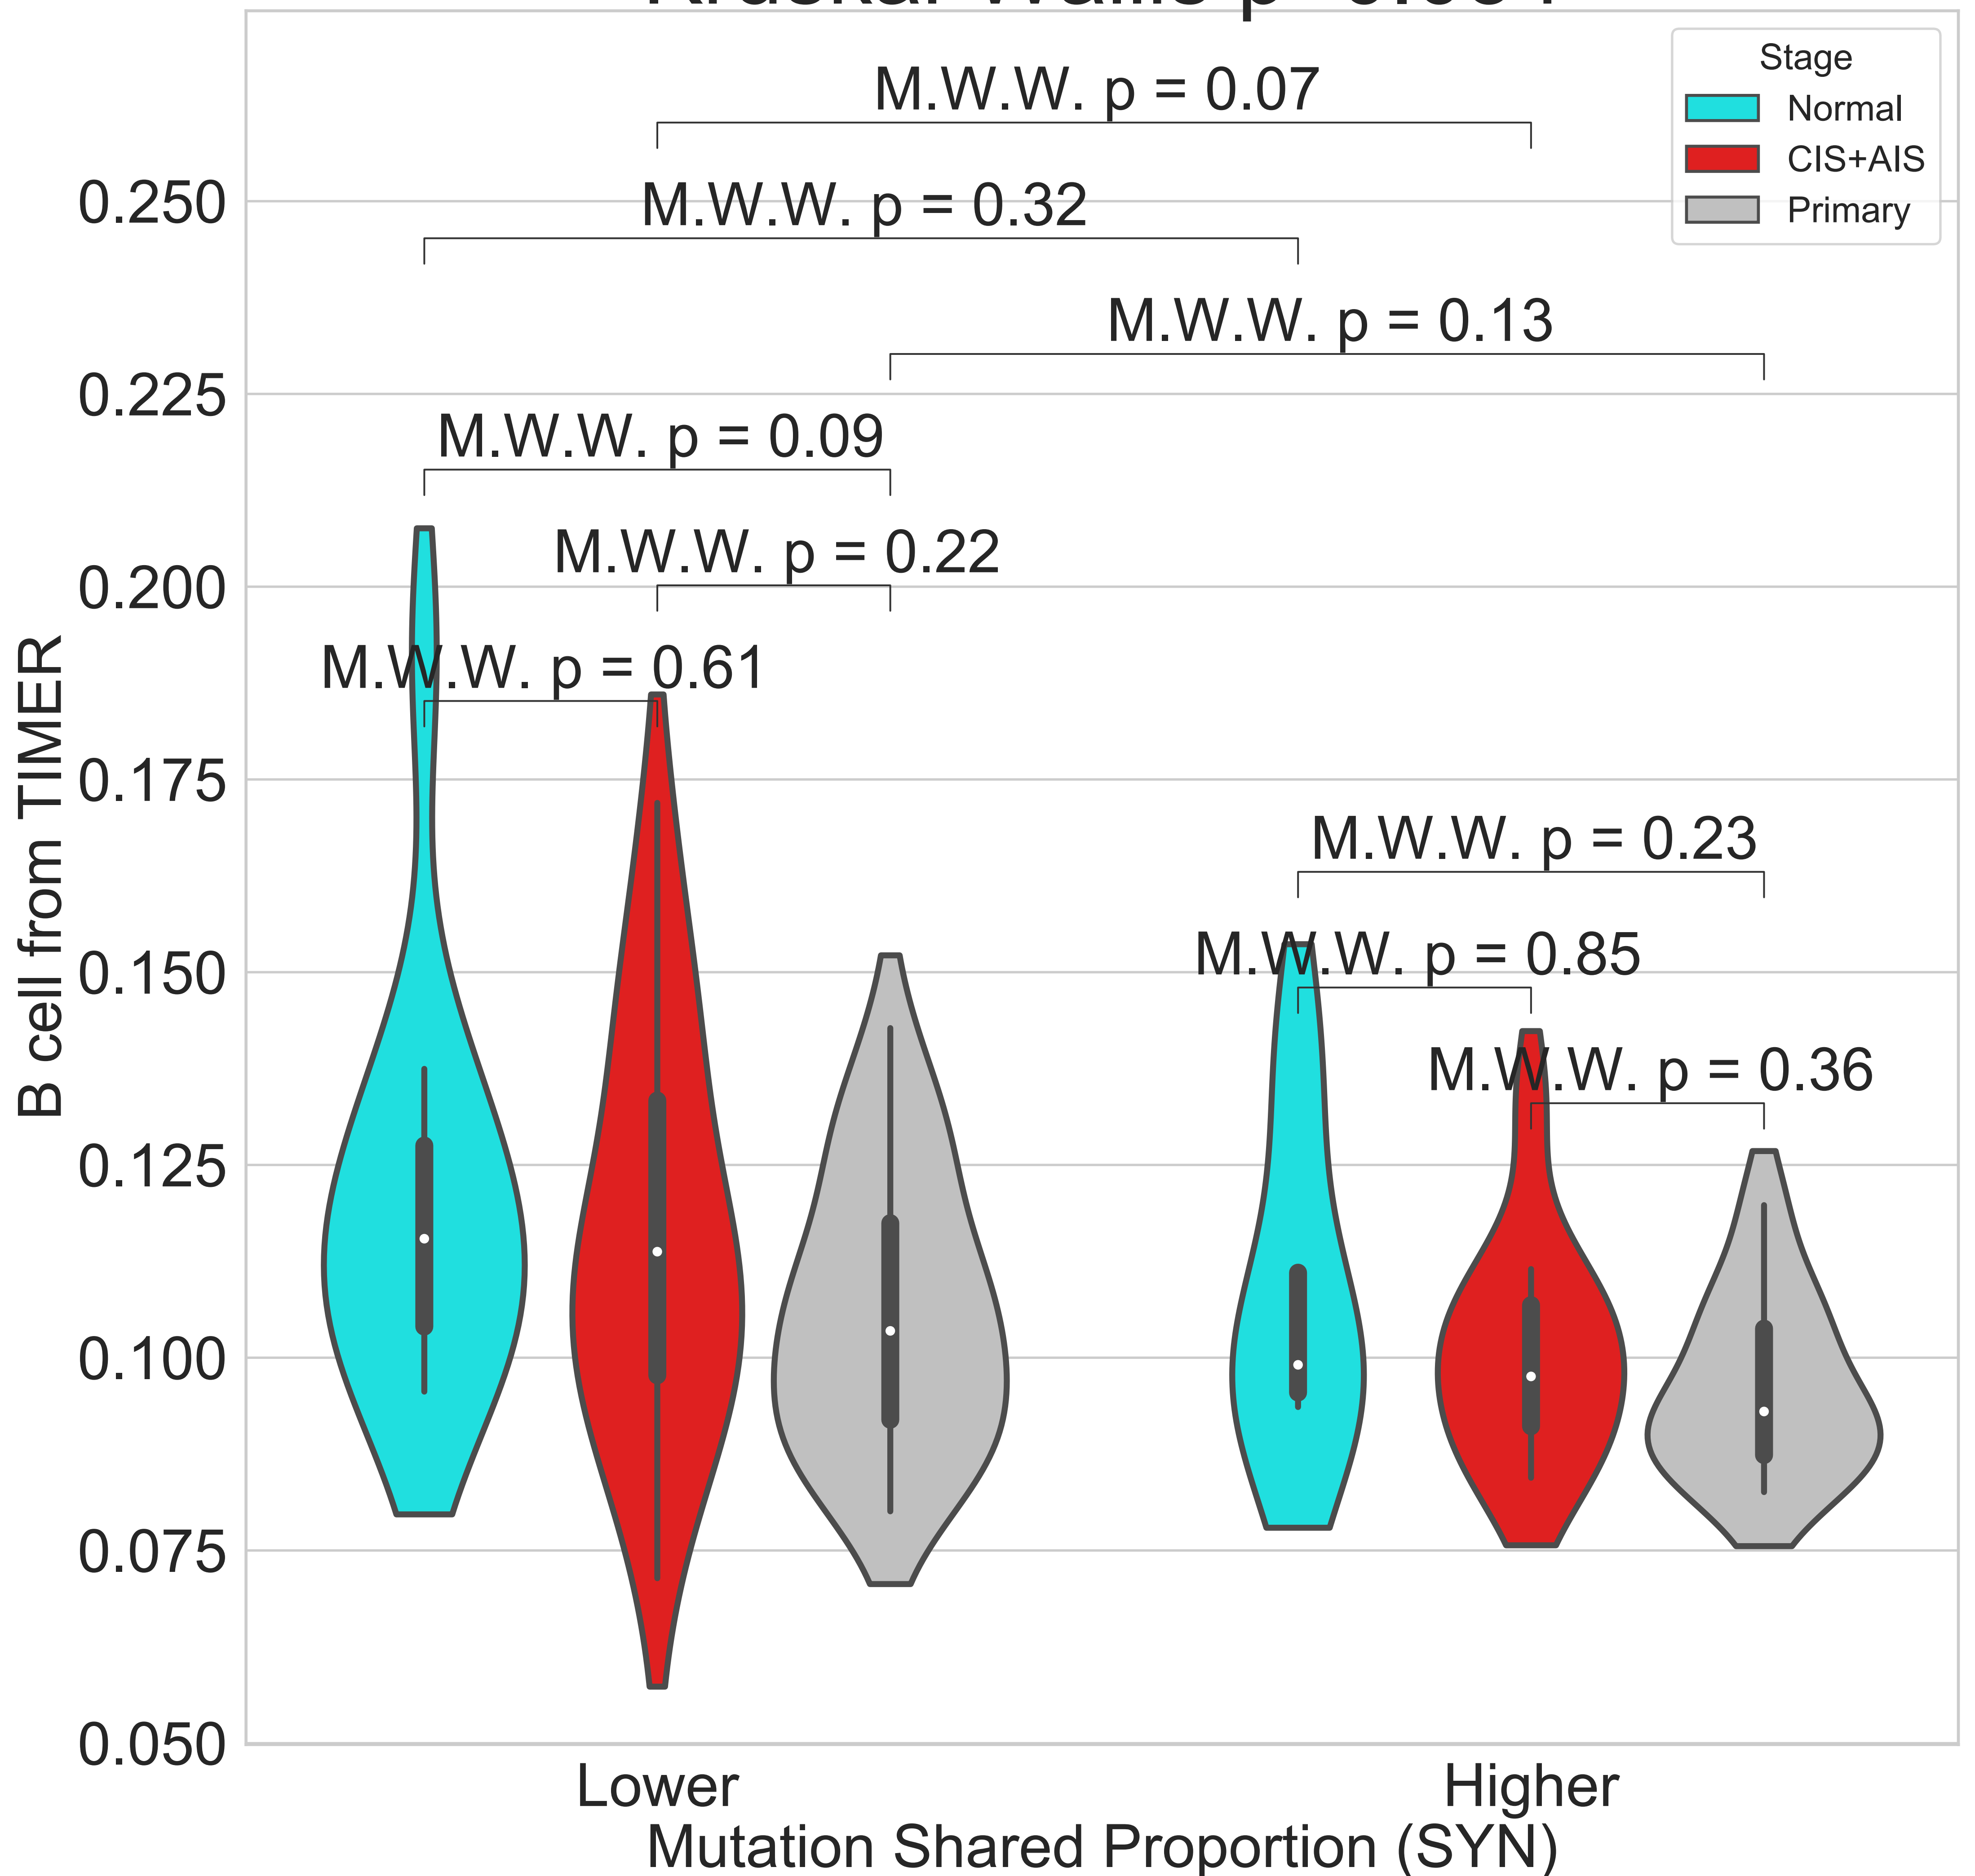 M.W.W. p = 0.07
M.W.W. p = 0.32
M.W.W. p = 0.13
M.W.W. p = 0.09
M.W.W. p = 0.22
M.W.W. p = 0.61
M.W.W. p = 0.23
M.W.W. p = 0.85
M.W.W. p = 0.36
Stage
Normal
CIS+AIS
Primary
B cell from TIMER
0.250
0.225
0.200
0.175
0.150
0.125
0.100
0.075
0.050
Lower
Higher
Mutation Shared Proportion (SYN)